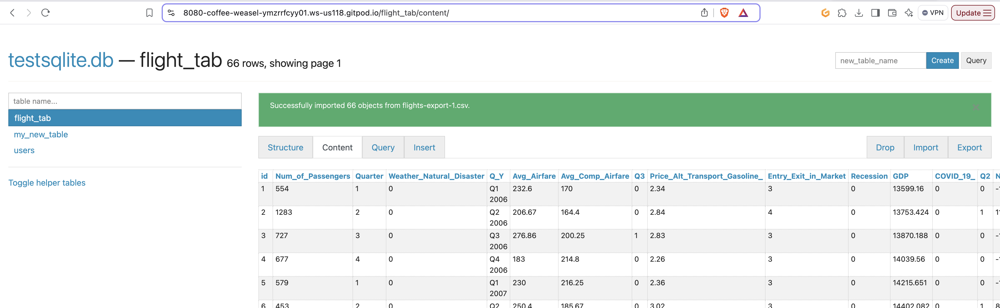 8080-coffee-weasel-ymzrrfcyy01.ws-us118.gitpod.io/flight_tab/content/
VPN
Update
testsqlite.db — flight_tab 66 rows, showing page 1
new_table_name
Create
Query
table name...
flight_tab
my_new_table
users
Toggle helper tables
Successfully imported 66 objects from flights-export-1.csv.
×
Structure Content Query Insert
Drop Import Export
id Num_of_Passengers Quarter Weather_Natural_Disaster Q_Y Avg_Airfare Avg_Comp_Airfare Q3 Price_Alt_Transport_Gasoline_ Entry_Exit_in_Market Recession GDP COVID_19_ Q2
1 554 1 0 Q1 232.6 170 0 2.34 3 0 13599.16 0 0
2006
2 1283 2 0 Q2 206.67 164.4 0 2.84 4 0 13753.424 0 1
2006
3 727 3 0 Q3 276.86 200.25 1 2.83 3 0 13870.188 0 0
2006
4 677 4 0 Q4 183 214.8 0 2.26 3 0 14039.56 0 0
2006
5 579 1 0 Q1 230 216.25 0 2.36 3 0 14215.651 0 0
2007
6 453 2 0 Q2 250.4 185.67 0 3.02 3 0 14402.082 0 1